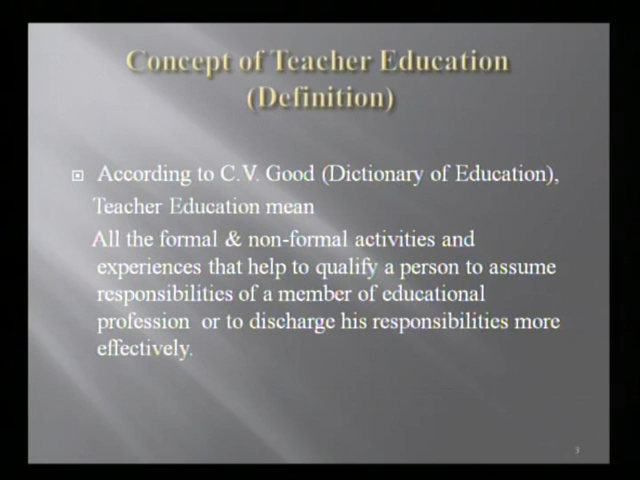 Concept of Teacher Education
(Definition)
According to C.V. Good (Dictionary of Education),
Teacher Education mean
All the formal & non-formal activities and
experiences that help to qualify a person to assume
responsibilities of a member of educational
profession or to discharge his responsibilities more
effectively.
3